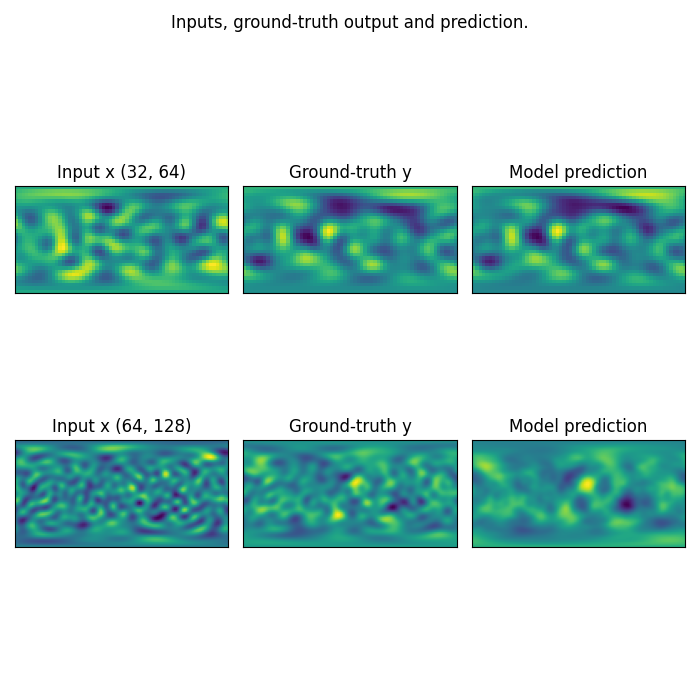 Inputs, ground-truth output and prediction.
Input x (32, 64)
Ground-truth y
Model prediction
Input x (64, 128)
Ground-truth y
Model prediction